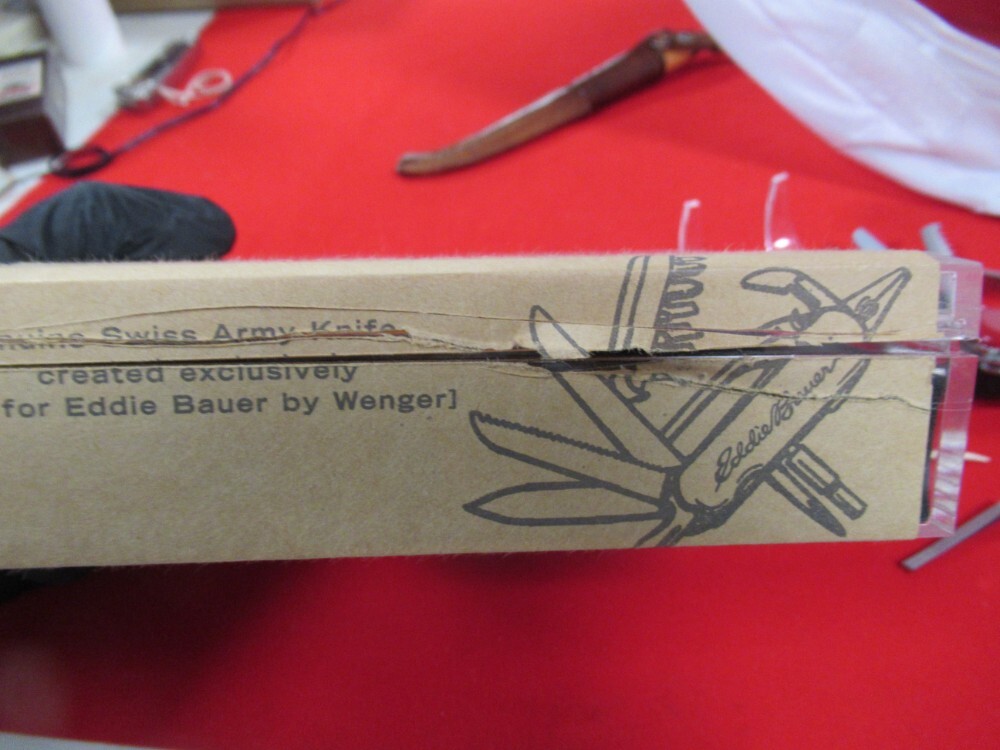 Swiss Army Knife
created exclusively
for Eddie Bauer by Wenger]
Eddie Bauer